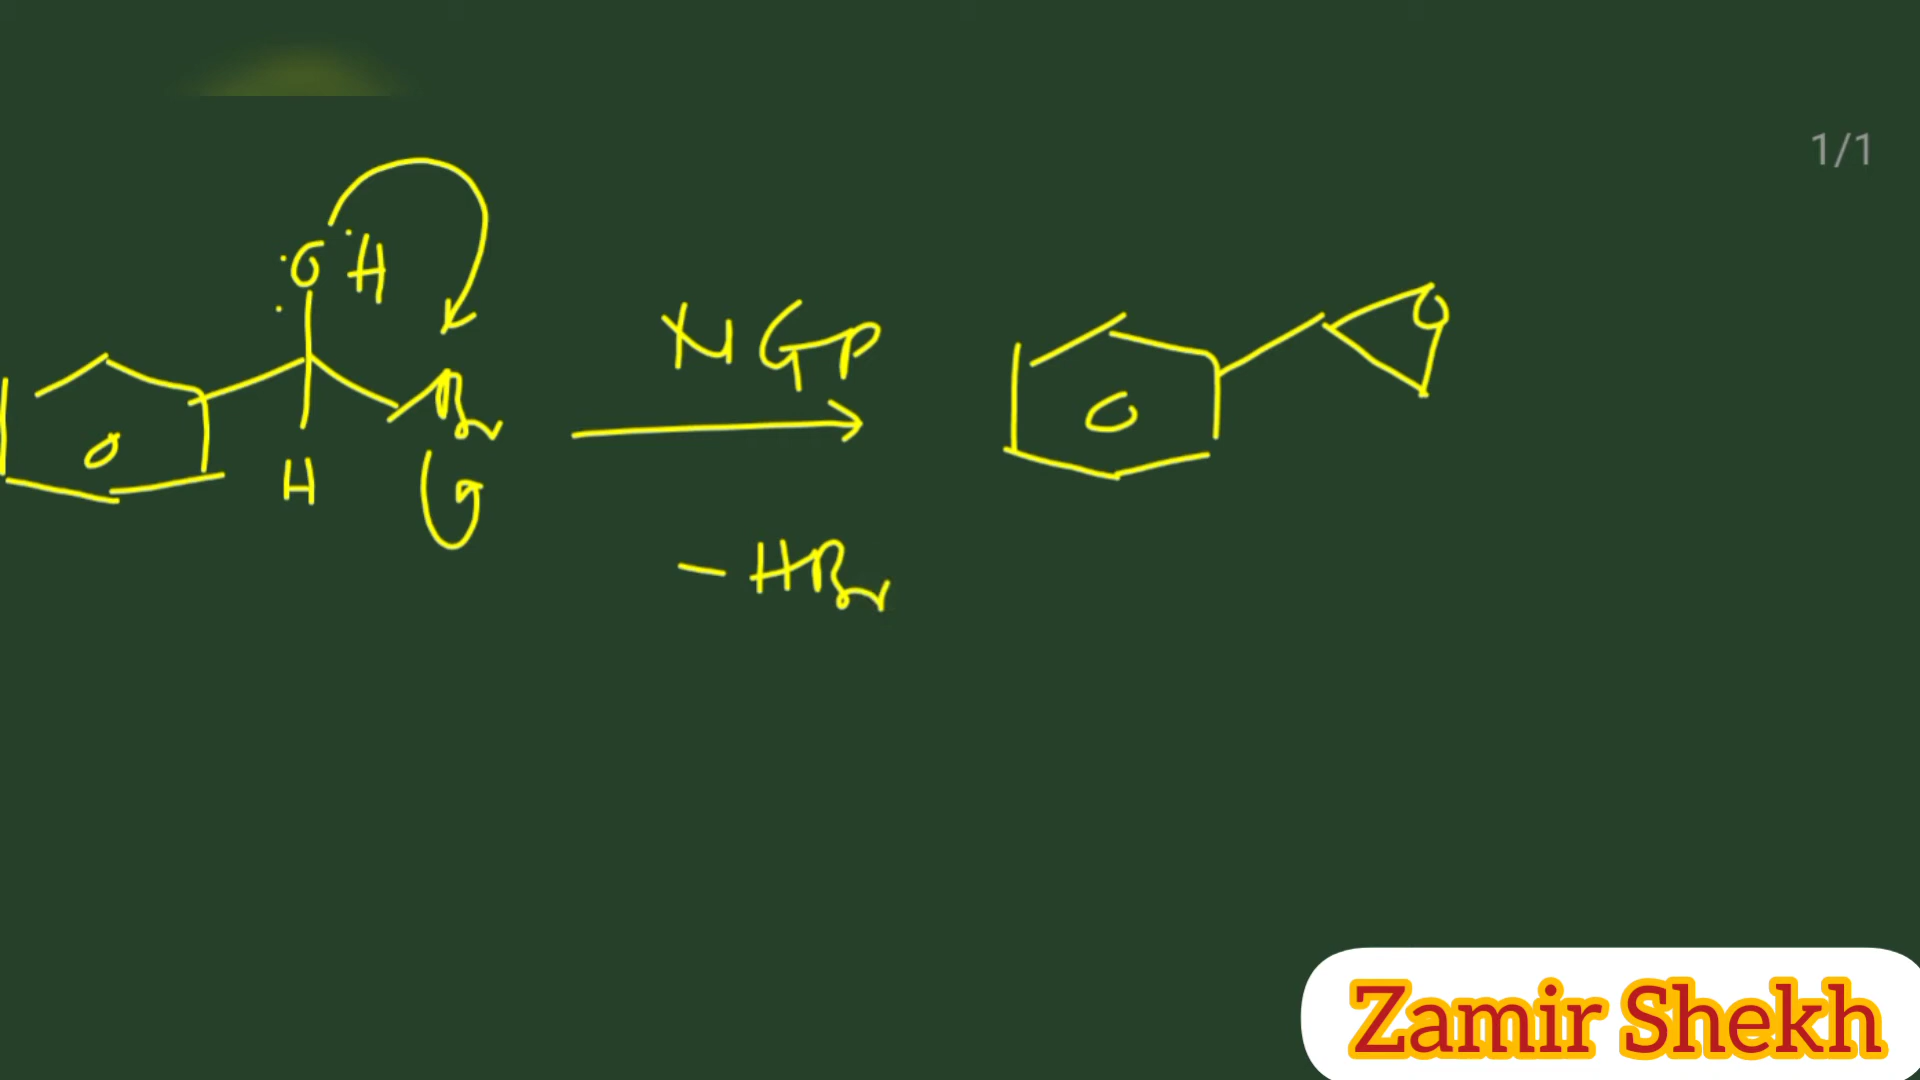 1/1
OH
NGP
Br
H
G
- HBr
O
Zamir Shekh